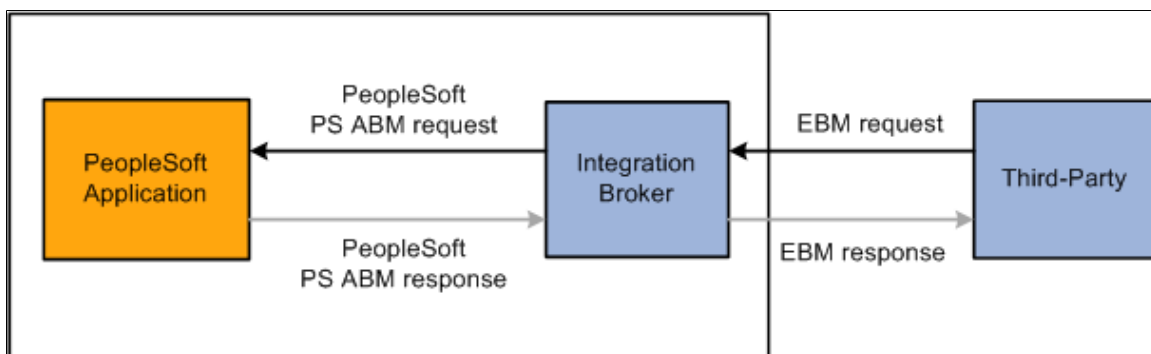 PeopleSoft
PS ABM request
EBM request
PeopleSoft
Application
Integration
Broker
Third-Party
PeopleSoft
PS ABM response
EBM response